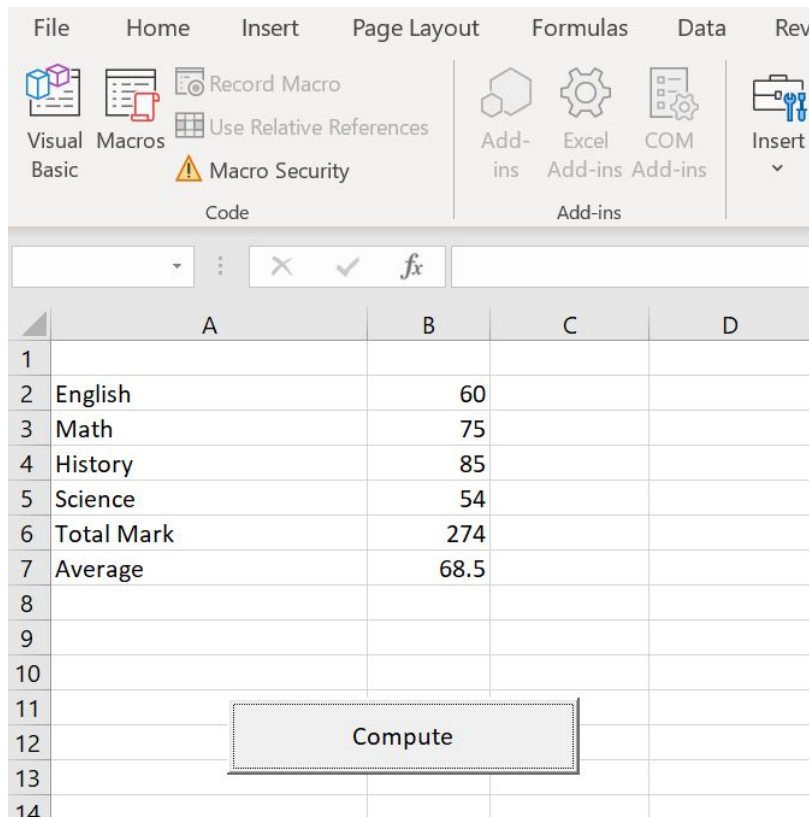 File Home Insert Page Layout Formulas Data Rev
Visual Basic
Macros
Record Macro
Use Relative References
Macro Security
Code
Add-ins
Excel Add-ins
COM Add-ins
Add-ins
Insert
fx
A B C D
1
2 English 60
3 Math 75
4 History 85
5 Science 54
6 Total Mark 274
7 Average 68.5
8
9
10
11
12 Compute
13
14